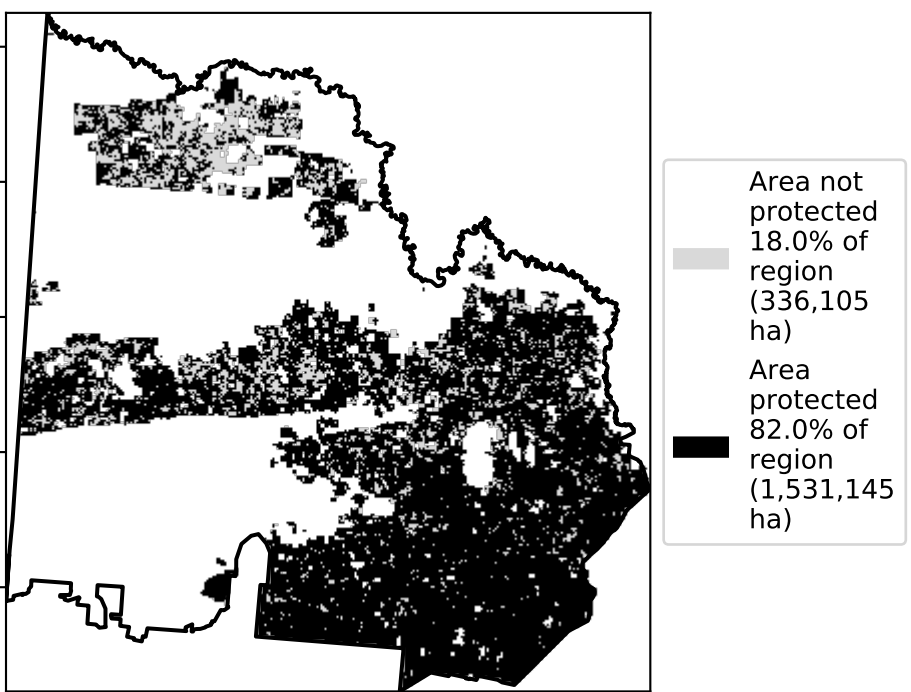 Area not
protected
18.0% of
region
(336,105
ha)
Area
protected
82.0% of
region
(1,531,145
ha)